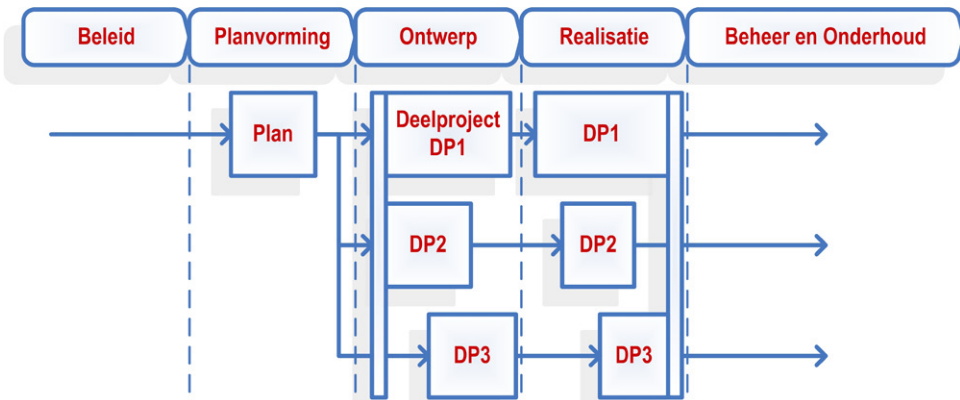 Beleid
Planvorming
Ontwerp
Realisatie
Beheer en Onderhoud
Plan
Deelproject
DP1
DP1
DP2
DP2
DP3
DP3